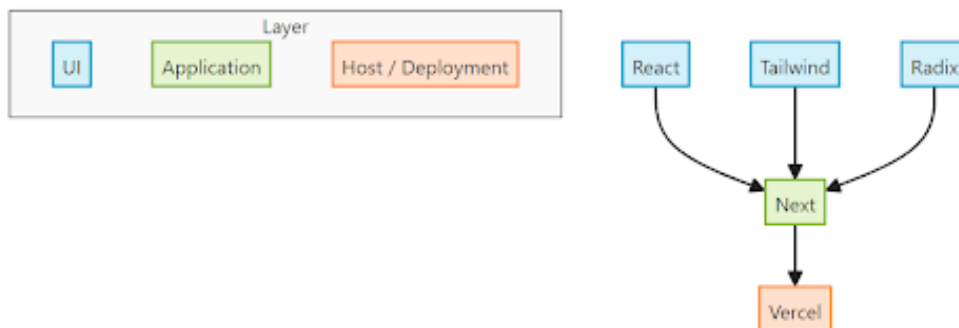 Layer
UI
Application
Host / Deployment
React
Tailwind
Radix
Next
Vercel